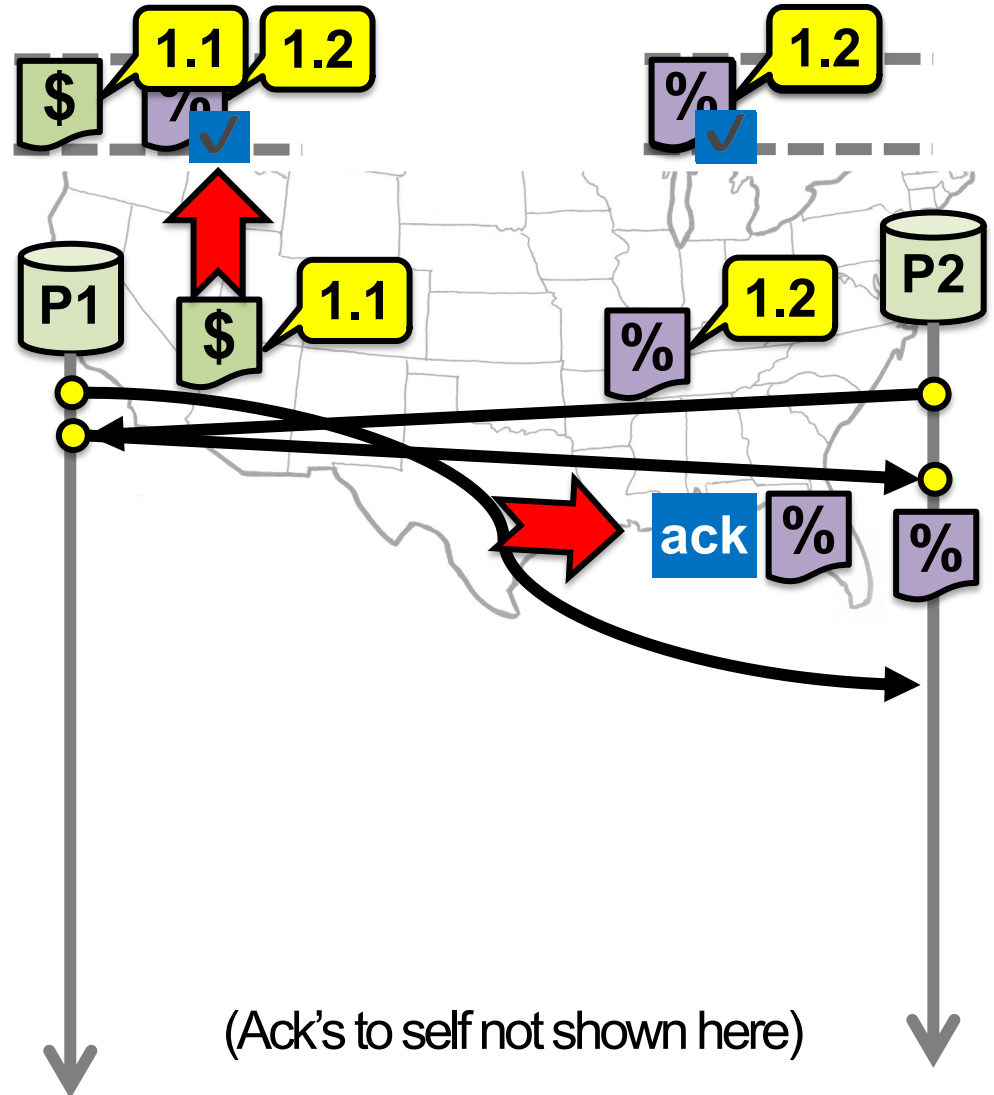 $ 1.1 % 1.2
% 1.2
P1
$ 1.1
% 1.2
P2
ack % %
(Ack's to self not shown here)